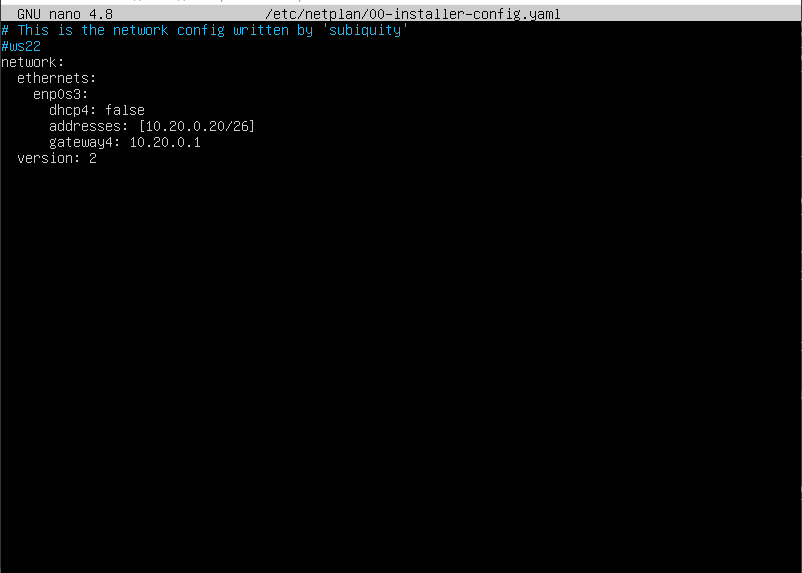 GNU nano 4.8 /etc/netplan/00-installer-config.yaml
# This is the network config written by 'subiquity'
#ws22
network:
  ethernets:
    enp0s3:
      dhcp4: false
      addresses: [10.20.0.20/26]
      gateway4: 10.20.0.1
  version: 2